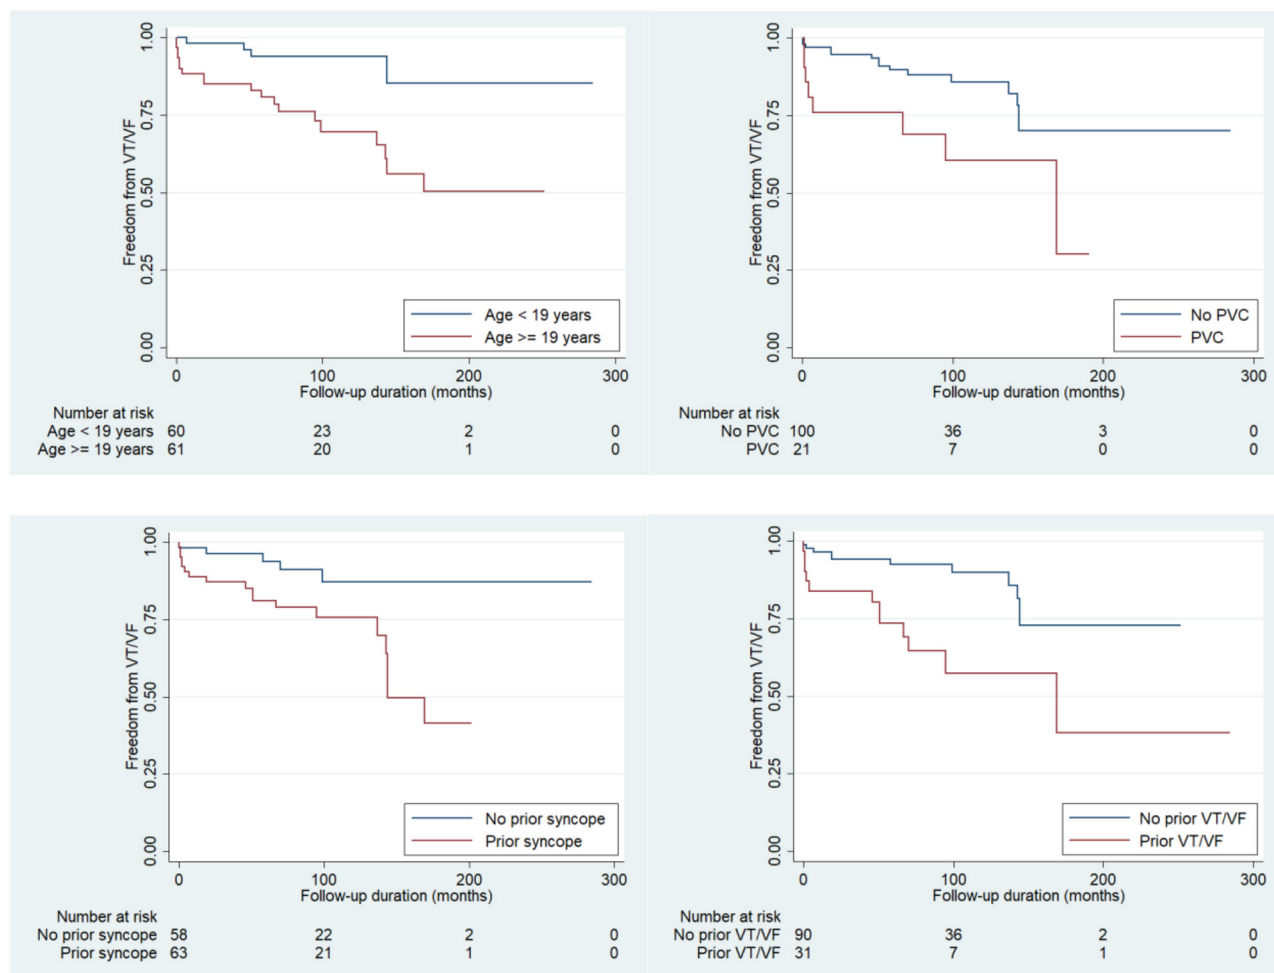 Freedom from VT/VF
1.00
0.75
0.50
0.25
0.00
Age < 19 years
Age >= 19 years
0 100 200 300
Follow-up duration (months)
Number at risk
Age < 19 years 60 23 2 0
Age >= 19 years 61 20 1 0
Freedom from VT/VF
1.00
0.75
0.50
0.25
0.00
No PVC
PVC
0 100 200 300
Follow-up duration (months)
Number at risk
No PVC 100 36 3 0
PVC 21 7 0 0
Freedom from VT/VF
1.00
0.75
0.50
0.25
0.00
No prior syncope
Prior syncope
0 100 200 300
Follow-up duration (months)
Number at risk
No prior syncope 58 22 2 0
Prior syncope 63 21 1 0
Freedom from VT/VF
1.00
0.75
0.50
0.25
0.00
No prior VT/VF
Prior VT/VF
0 100 200 300
Follow-up duration (months)
Number at risk
No prior VT/VF 90 36 2 0
Prior VT/VF 31 7 1 0